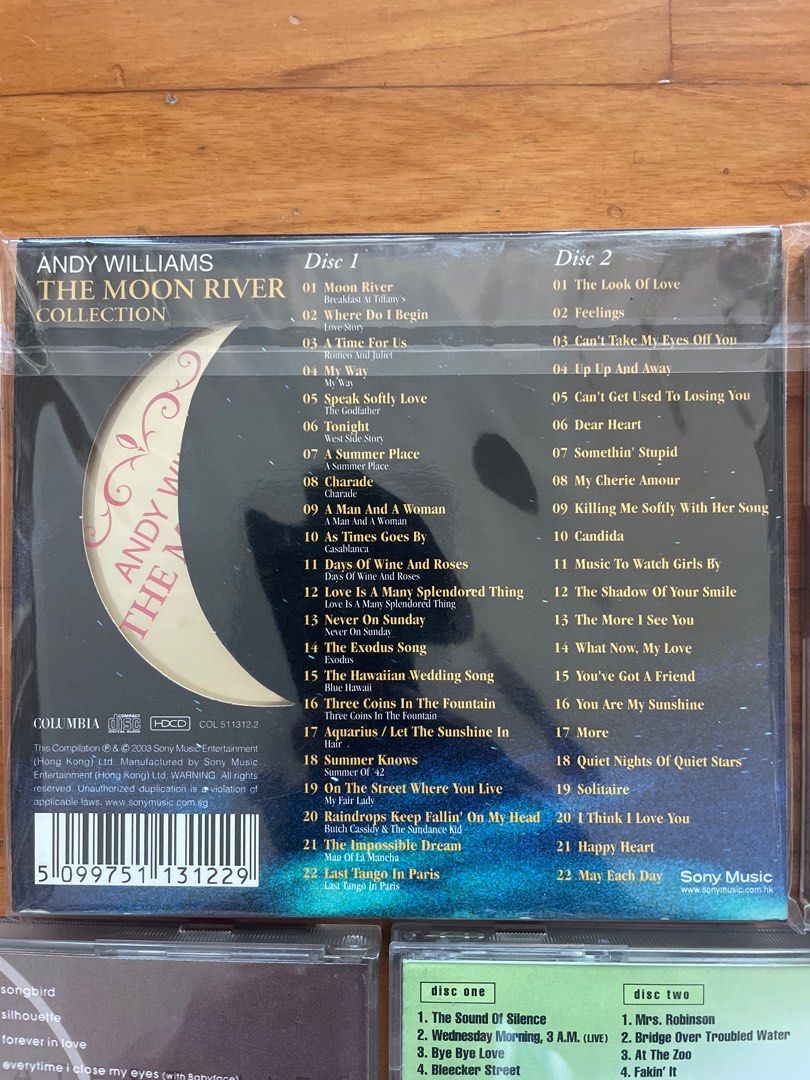 ANDY WILLIAMS
THE MOON RIVER
COLLECTION
ANDY WI
THE M
Disc 1
01 Moon River
Breakfast At Tiffany's
02 Where Do I Begin
Love Story
03 A Time For Us
Romeo And Juliet
04 My Way
My Way
05 Speak Softly Love
The Godfather
06 Tonight
West Side Story
07 A Summer Place
A Summer Place
08 Charade
Charade
09 A Man And A Woman
A Man And A Woman
10 As Times Goes By
Casablanca
11 Days Of Wine And Roses
Days Of Wine And Roses
12 Love Is A Many Splendored Thing
Love Is A Many Splendored Thing
13 Never On Sunday
Never On Sunday
14 The Exodus Song
Exodus
15 The Hawaiian Wedding Song
Blue Hawaii
16 Three Coins In The Fountain
Three Coins In The Fountain
17 Aquarius / Let The Sunshine In
Hair
18 Summer Knows
Summer Of '42
19 On The Street Where You Live
My Fair Lady
20 Raindrops Keep Fallin' On My Head
Butch Cassidy & The Sundance Kid
21 The Impossible Dream
Man Of La Mancha
22 Last Tango In Paris
Last Tango In Paris
Disc 2
01 The Look Of Love
02 Feelings
03 Can't Take My Eyes Off You
04 Up Up And Away
05 Can't Get Used To Losing You
06 Dear Heart
07 Somethin' Stupid
08 My Cherie Amour
09 Killing Me Softly With Her Song
10 Candida
11 Music To Watch Girls By
12 The Shadow Of Your Smile
13 The More I See You
14 What Now, My Love
15 You've Got A Friend
16 You Are My Sunshine
17 More
18 Quiet Nights Of Quiet Stars
19 Solitaire
20 I Think I Love You
21 Happy Heart
22 May Each Day
COLUMBIA COMPACT disc DIGITAL AUDIO HDCD COL 511312.2
This Compilation ℗ & © 2003 Sony Music Entertainment
(Hong Kong) Ltd. Manufactured by Sony Music
Entertainment (Hong Kong) Ltd. WARNING. All rights
reserved. Unauthorized duplication is a violation of
applicable laws. www.sonymusic.com.sg
5 099751 131229
Sony Music
www.sonymusic.com.hk
songbird
silhouette
forever in love
everytime i close my eyes (with Babyface)
disc one
1. The Sound Of Silence
2. Wednesday Morning, 3 A.M. (LIVE)
3. Bye Bye Love
4. Bleecker Street
disc two
1. Mrs. Robinson
2. Bridge Over Troubled Water
3. At The Zoo
4. Fakin' It